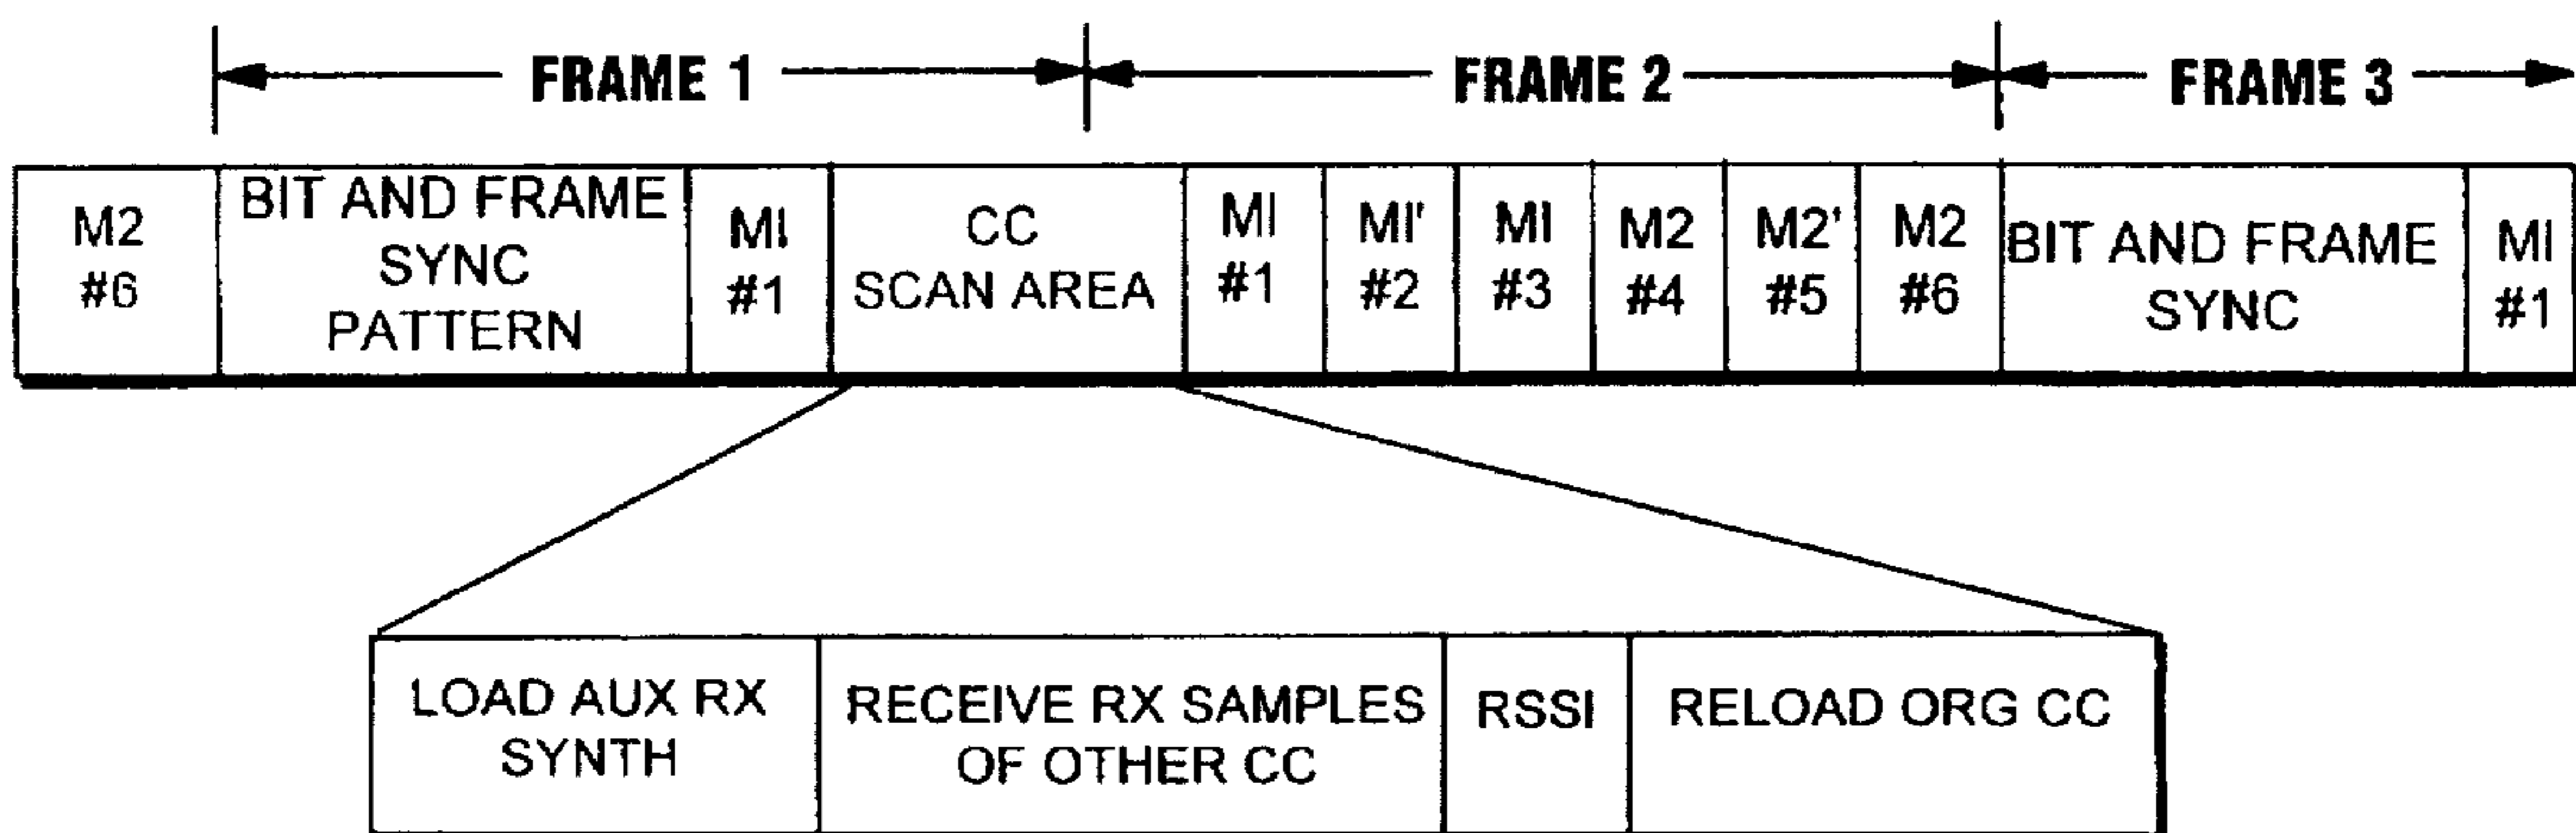 FRAME 1
FRAME 2
FRAME 3
M2
#6
BIT AND FRAME
SYNC
PATTERN
MI
#1
CC
SCAN AREA
MI
#1
MI'
#2
MI
#3
M2
#4
M2'
#5
M2
#6
BIT AND FRAME
SYNC
MI
#1
LOAD AUX RX
SYNTH
RECEIVE RX SAMPLES
OF OTHER CC
RSSI
RELOAD ORG CC